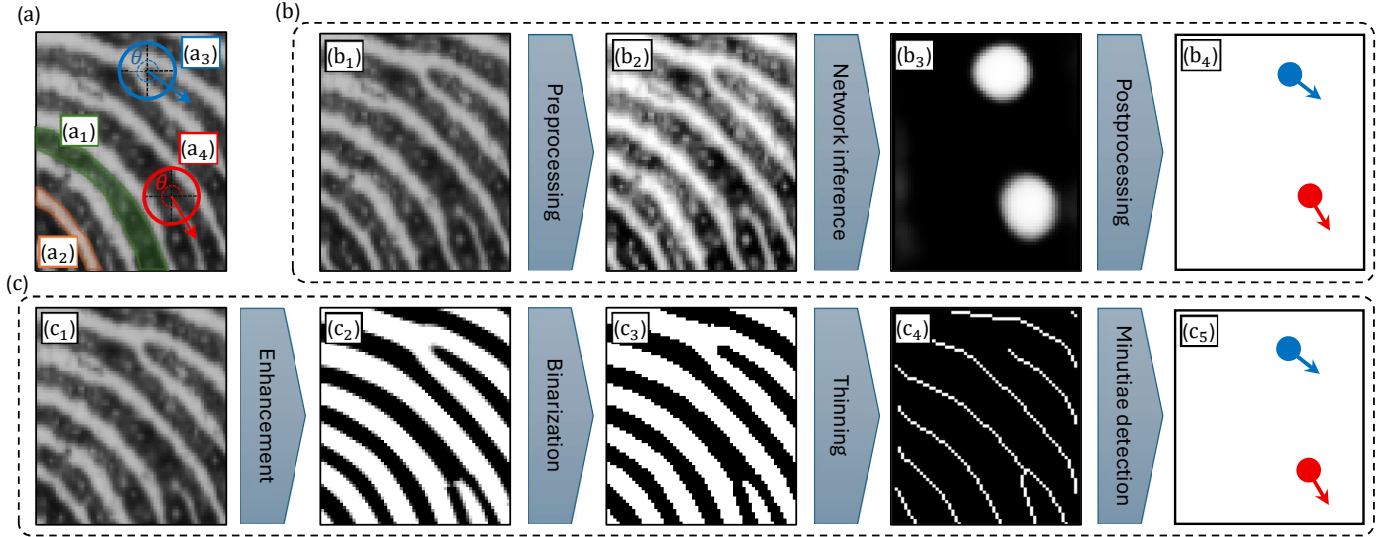 (a)
θ
(a₃)
(a₁)
(a₄)
θ
(a₂)
(b)
(b₁)
Preprocessing
(b₂)
Network inference
(b₃)
Postprocessing
(b₄)
(c)
(c₁)
Enhancement
(c₂)
Binarization
(c₃)
Thinning
(c₄)
Minutiae detection
(c₅)